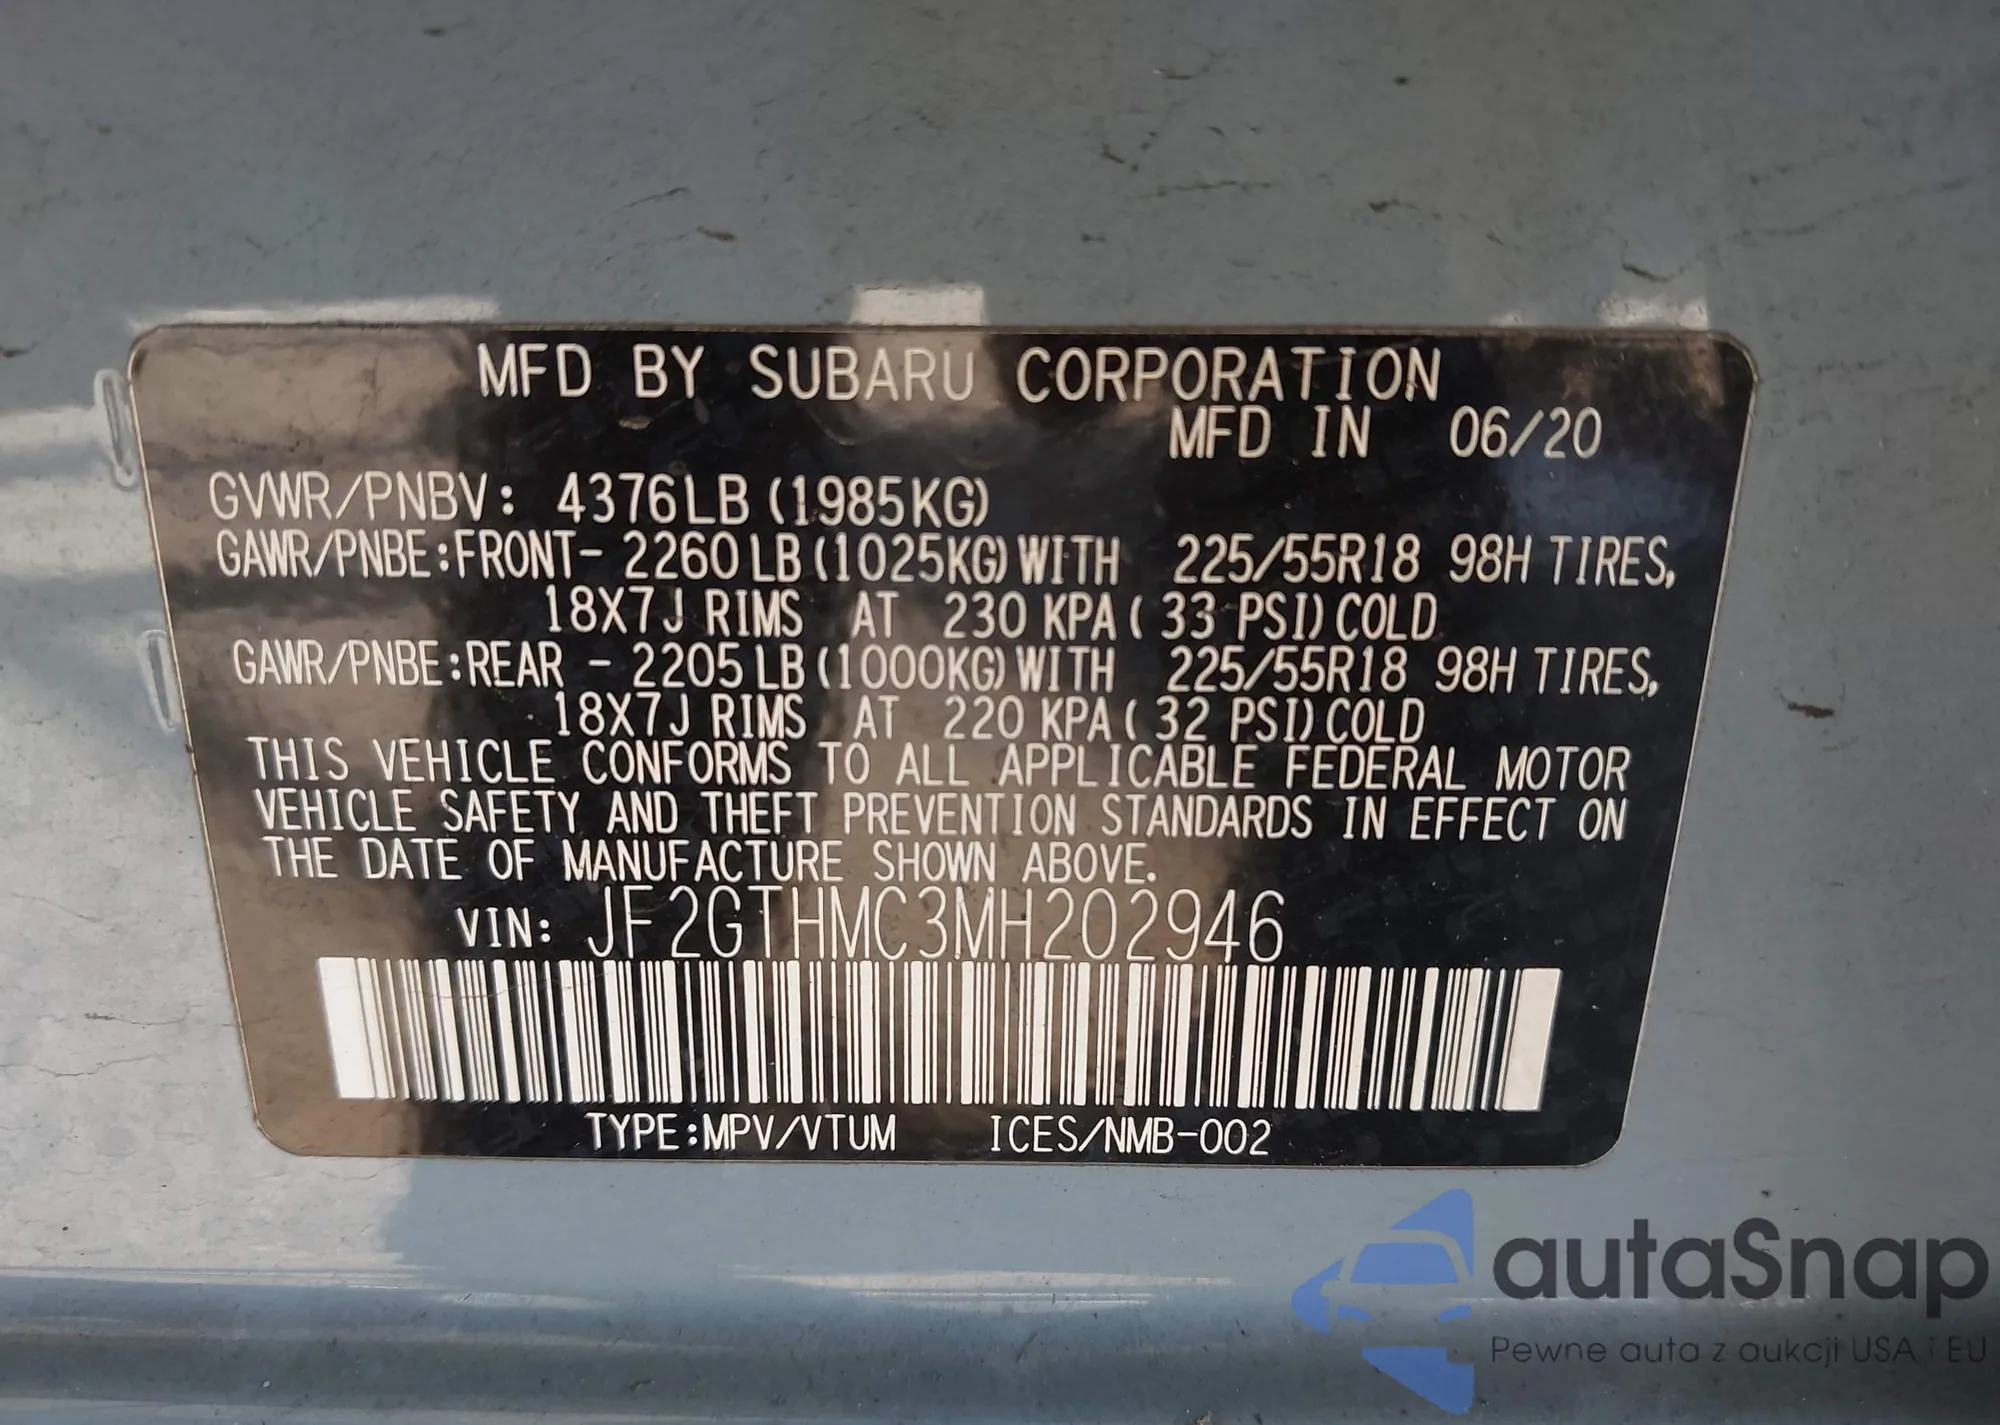 MFD BY SUBARU CORPORATION
MFD IN 06/20
GVWR/PNBV: 4376LB (1985KG)
GAWR/PNBE:FRONT- 2260 LB (1025KG) WITH 225/55R18 98H TIRES,
18X7J RIMS AT 230 KPA ( 33 PSI) COLD
GAWR/PNBE:REAR - 2205 LB (1000KG) WITH 225/55R18 98H TIRES,
18X7J RIMS AT 220 KPA ( 32 PSI) COLD
THIS VEHICLE CONFORMS TO ALL APPLICABLE FEDERAL MOTOR
VEHICLE SAFETY AND THEFT PREVENTION STANDARDS IN EFFECT ON
THE DATE OF MANUFACTURE SHOWN ABOVE.
VIN: JF2GTHMC3MH202946
TYPE:MPV/VTUM ICES/NMB-002
autaSnap
Pewne auta z aukcji USA i EU